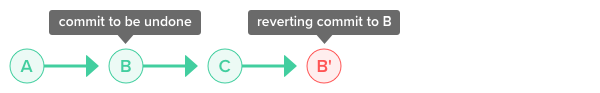 commit to be undone
reverting commit to B
A
B
C
B'